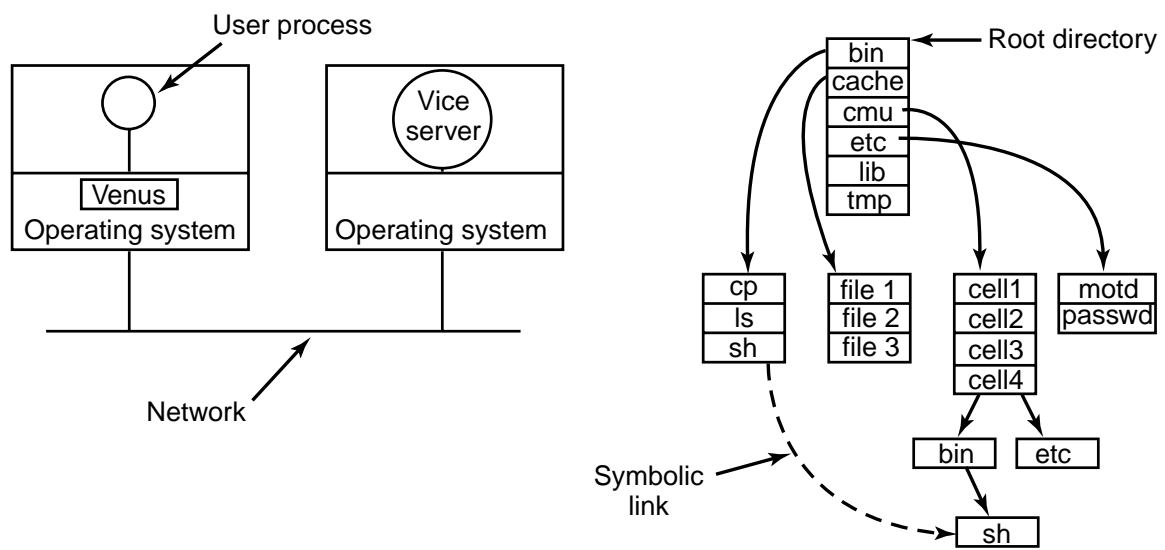 User process
Vice
server
Venus
Operating system
Operating system
Network
Root directory
bin
cache
cmu
etc
lib
tmp
cp
ls
sh
file 1
file 2
file 3
cell1
cell2
cell3
cell4
motd
passwd
bin
etc
Symbolic
link
sh